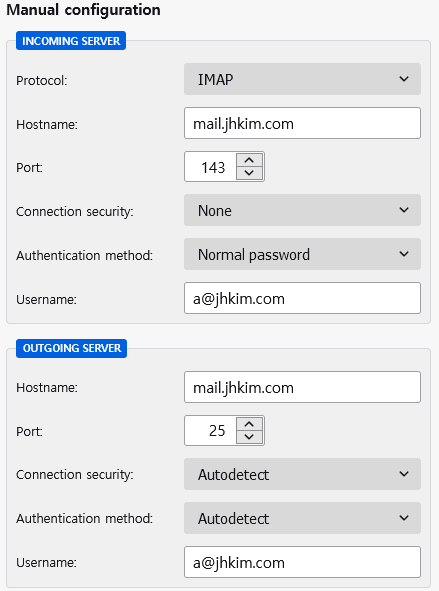 Manual configuration
INCOMING SERVER
Protocol: IMAP
Hostname: mail.jhkim.com
Port: 143
Connection security: None
Authentication method: Normal password
Username: a@jhkim.com
OUTGOING SERVER
Hostname: mail.jhkim.com
Port: 25
Connection security: Autodetect
Authentication method: Autodetect
Username: a@jhkim.com